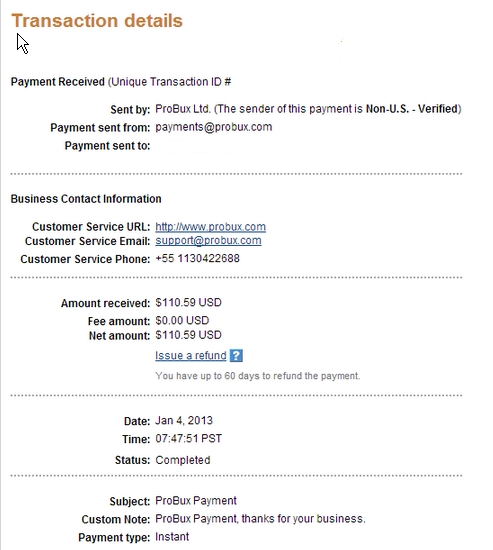 Transaction details
Payment Received (Unique Transaction ID #
Sent by: ProBux Ltd. (The sender of this payment is Non-U.S. - Verified)
Payment sent from: payments@probux.com
Payment sent to:
Business Contact Information
Customer Service URL: http://www.probux.com
Customer Service Email: support@probux.com
Customer Service Phone: +55 1130422688
Amount received: $110.59 USD
Fee amount: $0.00 USD
Net amount: $110.59 USD
Issue a refund ?
You have up to 60 days to refund the payment.
Date: Jan 4, 2013
Time: 07:47:51 PST
Status: Completed
Subject: ProBux Payment
Custom Note: ProBux Payment, thanks for your business.
Payment type: Instant